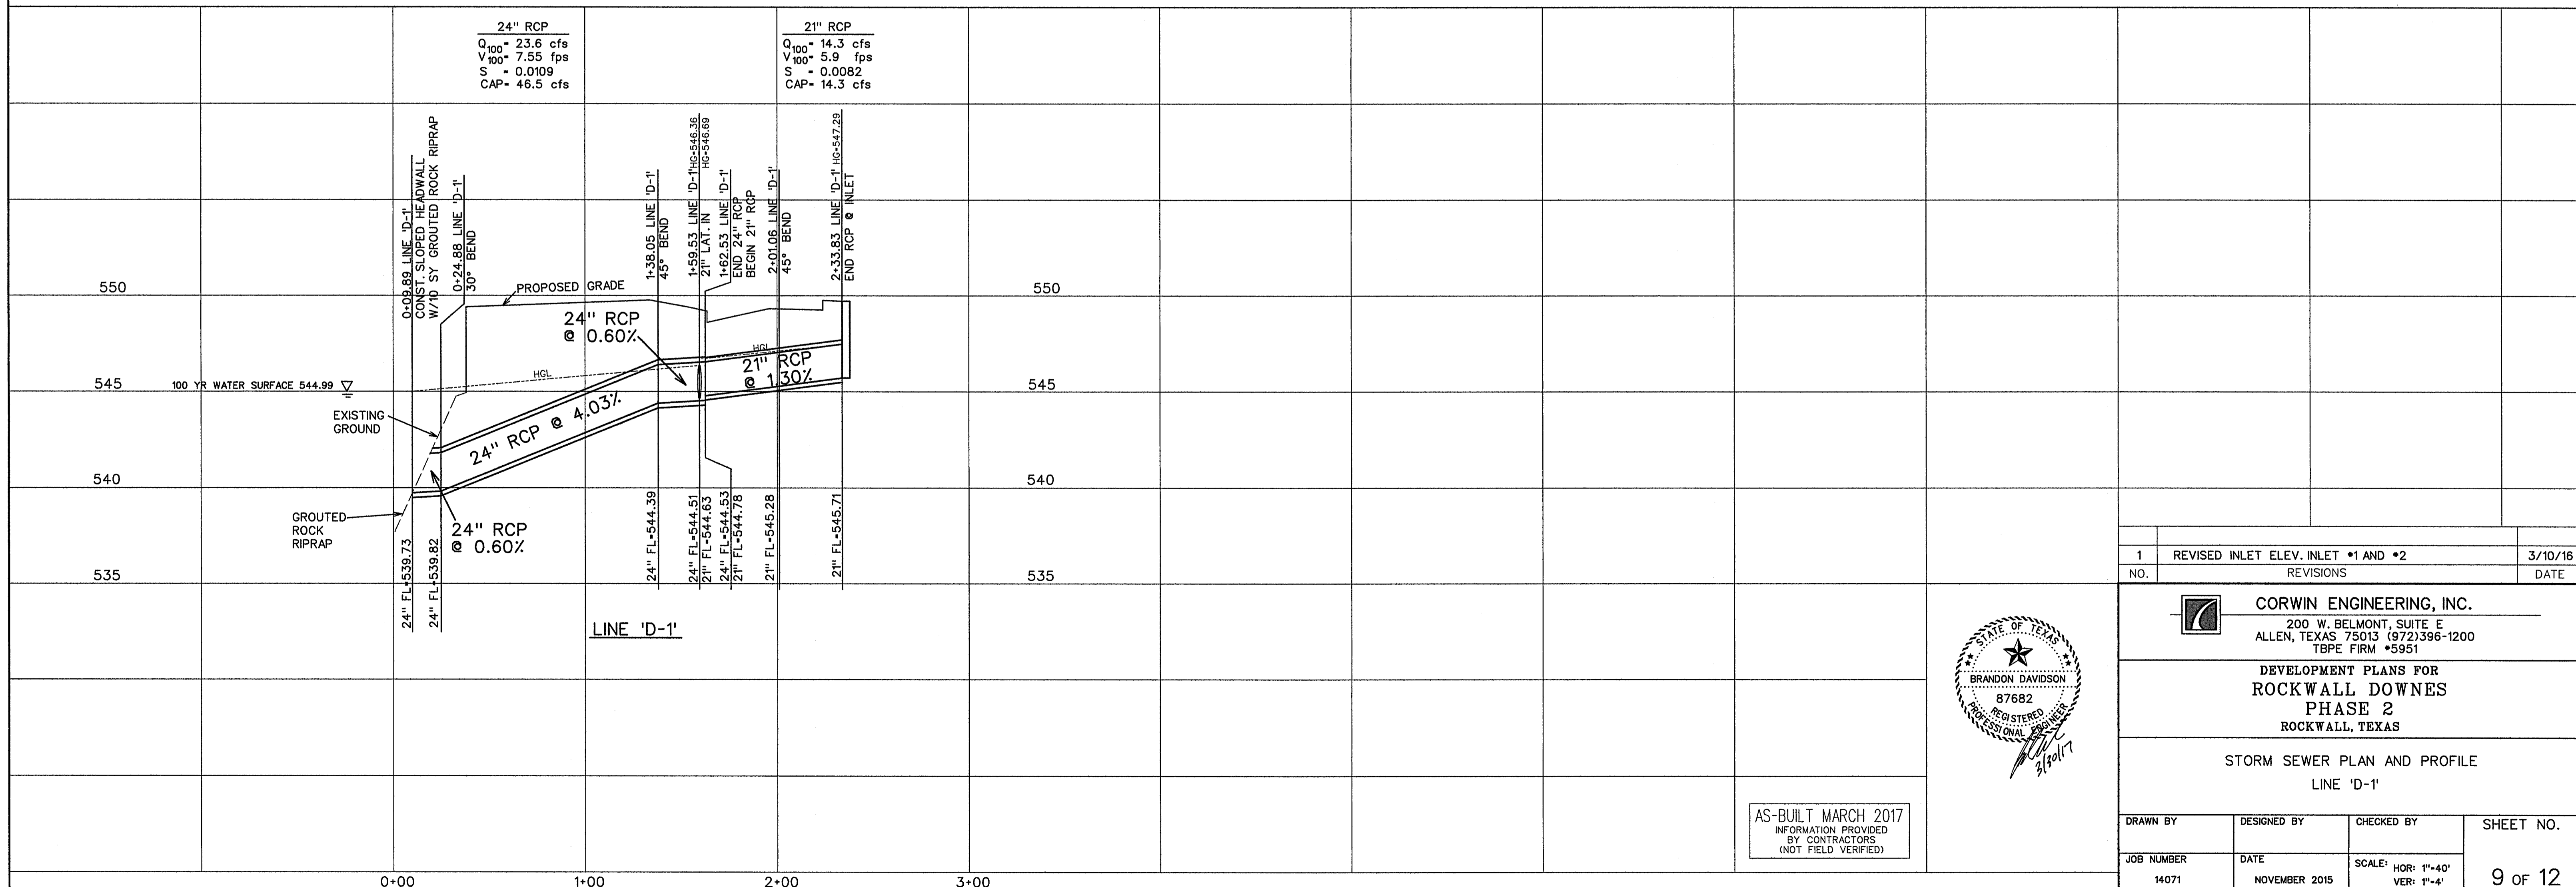 24" RCP
Q100= 23.6 cfs
V100= 7.55 fps
S = 0.0109
CAP= 46.5 cfs
21" RCP
Q100= 14.3 cfs
V100= 5.9 fps
S = 0.0082
CAP= 14.3 cfs
0+09.89 LINE 'D-1'
CONST. SLOPED HEADWALL
W/10 SY GROUTED ROCK RIPRAP
0+24.88 LINE 'D-1'
30° BEND
1+38.05 LINE 'D-1'
45° BEND
1+59.53 LINE 'D-1' HG=546.36
21" LAT. IN HG=546.69
1+62.53 LINE 'D-1'
END 24" RCP
BEGIN 21" RCP
2+01.06 LINE 'D-1'
45° BEND
2+33.83 LINE 'D-1' HG=547.29
END RCP @ INLET
550
PROPOSED GRADE
550
24" RCP
@ 0.60%
HGL
21" RCP
@ 1.30%
545
100 YR WATER SURFACE 544.99
HGL
545
EXISTING
GROUND
24" RCP @ 4.03%
540
540
GROUTED
ROCK
RIPRAP
24" RCP
@ 0.60%
24" FL=539.73
24" FL=539.82
24" FL=544.39
24" FL=544.51
21" FL=544.63
24" FL=544.53
21" FL=544.78
21" FL=545.28
21" FL=545.71
535
535
LINE 'D-1'
0+00
1+00
2+00
3+00
STATE OF TEXAS
BRANDON DAVIDSON
87682
REGISTERED
PROFESSIONAL ENGINEER
3/30/17
AS-BUILT MARCH 2017
INFORMATION PROVIDED
BY CONTRACTORS
(NOT FIELD VERIFIED)
1 REVISED INLET ELEV. INLET #1 AND #2 3/10/16
NO. REVISIONS DATE
CORWIN ENGINEERING, INC.
200 W. BELMONT, SUITE E
ALLEN, TEXAS 75013 (972)396-1200
TBPE FIRM #5951
DEVELOPMENT PLANS FOR
ROCKWALL DOWNES
PHASE 2
ROCKWALL, TEXAS
STORM SEWER PLAN AND PROFILE
LINE 'D-1'
DRAWN BY
DESIGNED BY
CHECKED BY
SHEET NO.
JOB NUMBER
14071
DATE
NOVEMBER 2015
SCALE: HOR: 1"=40'
VER: 1"=4'
9 OF 12